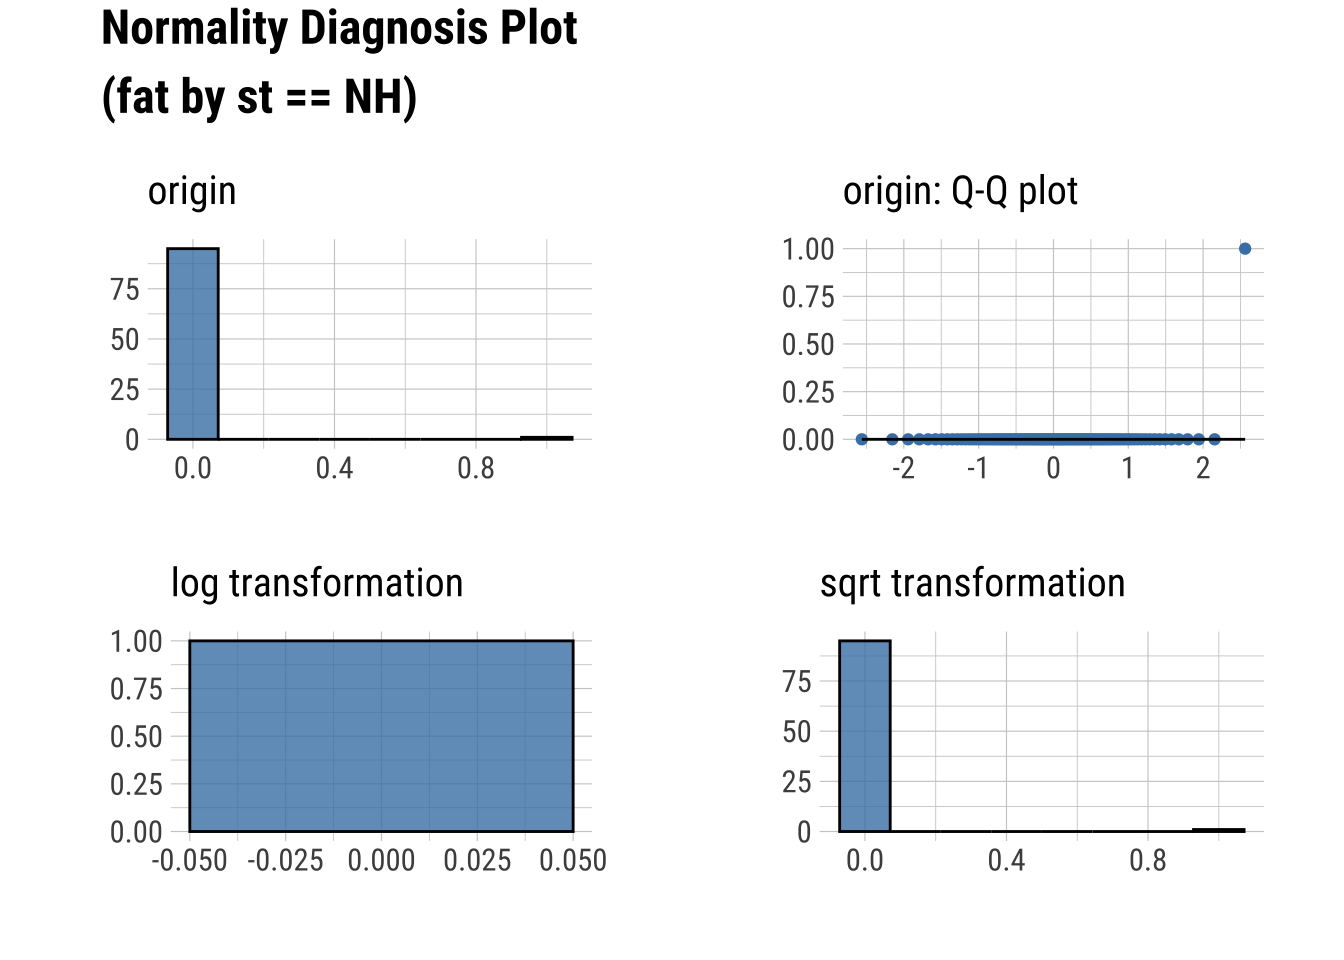 Normality Diagnosis Plot
(fat by st == NH)
origin
75
50
25
0
0.0 0.4 0.8
origin: Q-Q plot
1.00
0.75
0.50
0.25
0.00
-2 -1 0 1 2
log transformation
1.00
0.75
0.50
0.25
0.00
-0.050 -0.025 0.000 0.025 0.050
sqrt transformation
75
50
25
0
0.0 0.4 0.8